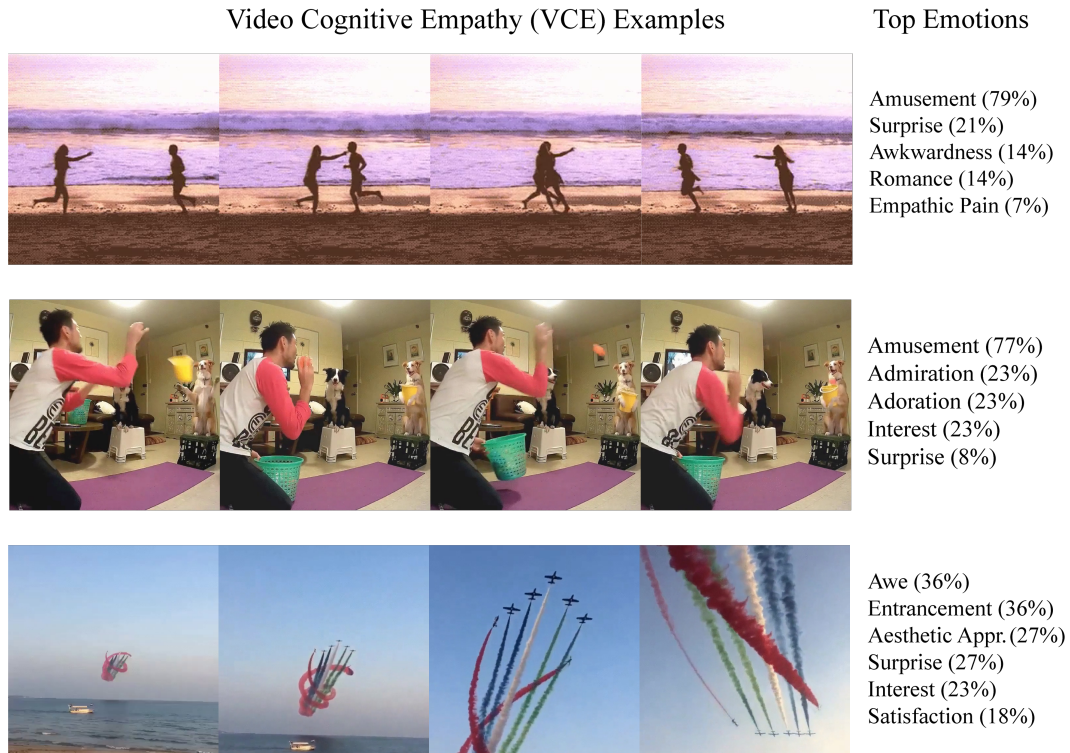 Video Cognitive Empathy (VCE) Examples
Top Emotions
Amusement (79%)
Surprise (21%)
Awkwardness (14%)
Romance (14%)
Empathic Pain (7%)
Amusement (77%)
Admiration (23%)
Adoration (23%)
Interest (23%)
Surprise (8%)
Awe (36%)
Entrancement (36%)
Aesthetic Appr. (27%)
Surprise (27%)
Interest (23%)
Satisfaction (18%)